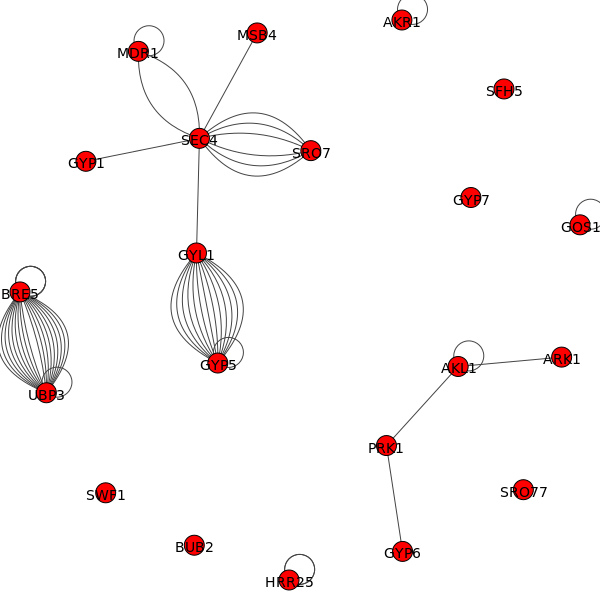 AKR1
MSB4
MDR1
SFH5
SEC4
SRO7
GYP1
GYP7
GOS1
GYL1
BRE5
GYP5
AKL1
ARK1
UBP3
PRK1
SWF1
SRO77
BUB2
GYP6
HRR25